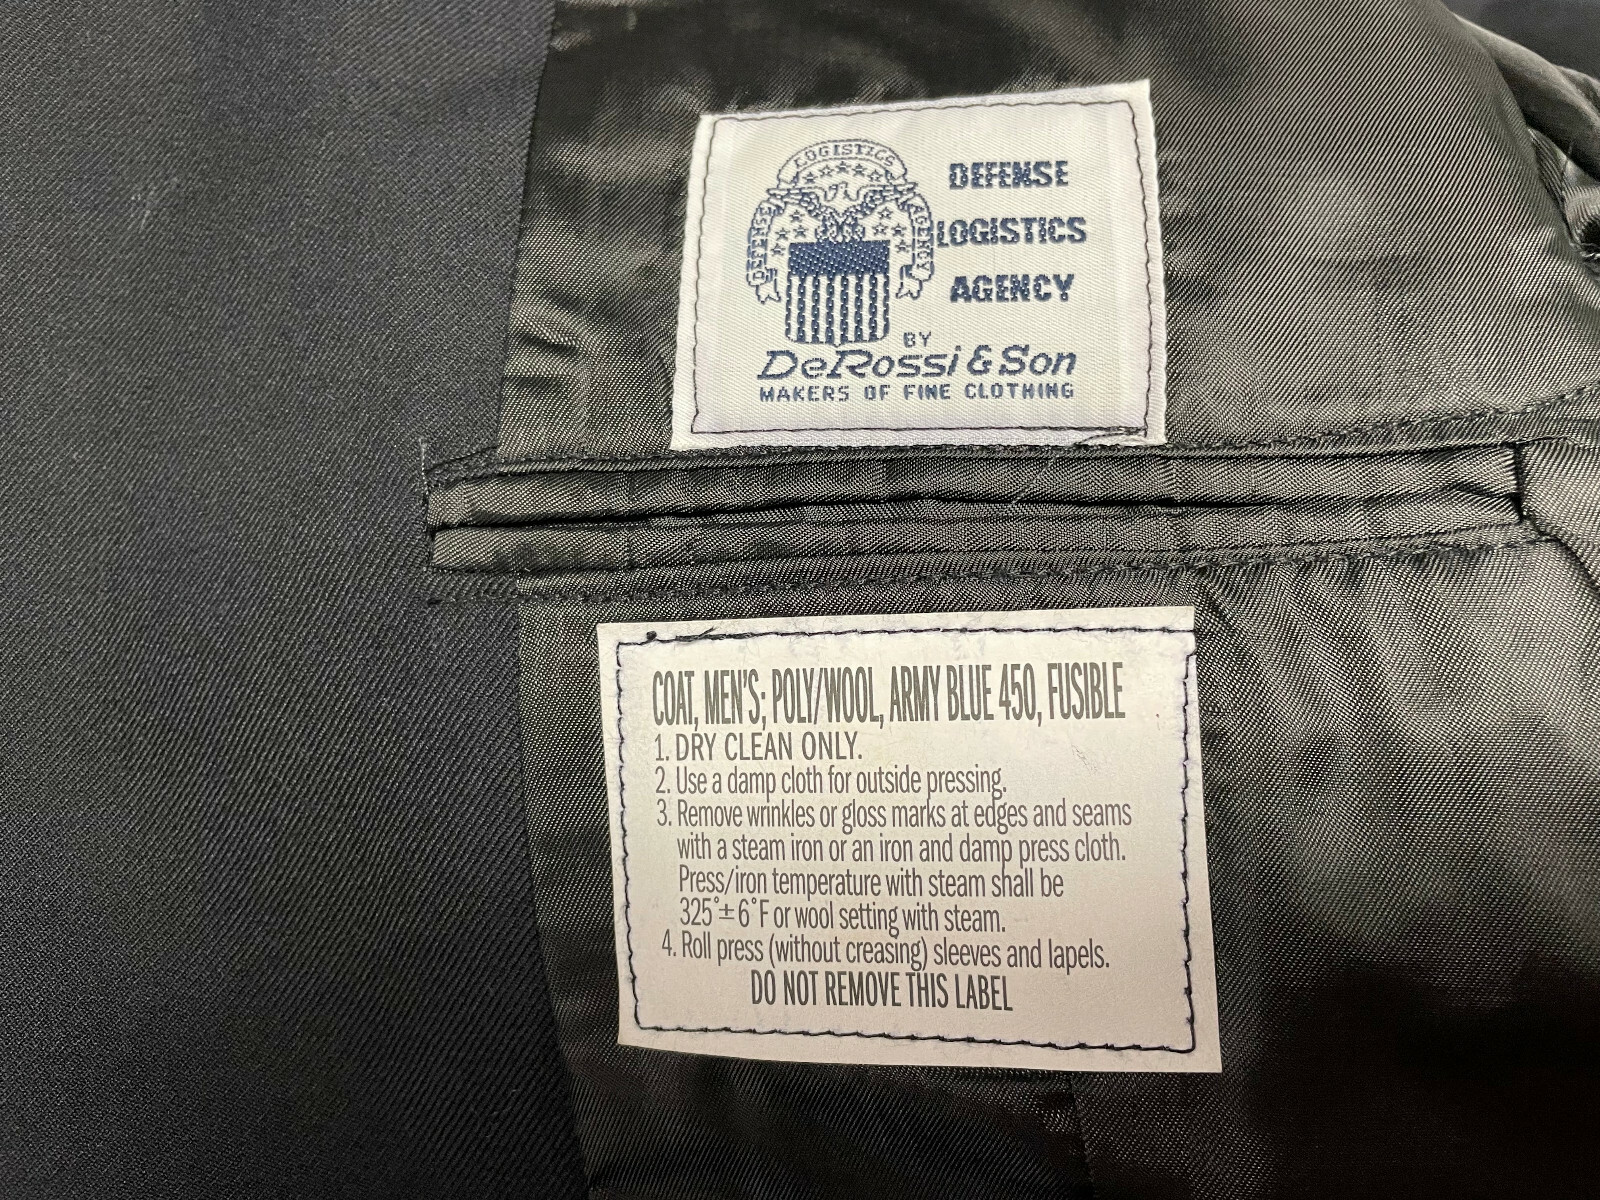 LOGISTICS
DEFENSE
AGENCY
DEFENSE
LOGISTICS
AGENCY
BY
DeRossi & Son
MAKERS OF FINE CLOTHING
COAT, MEN'S; POLY/WOOL, ARMY BLUE 450, FUSIBLE
1. DRY CLEAN ONLY.
2. Use a damp cloth for outside pressing.
3. Remove wrinkles or gloss marks at edges and seams
with a steam iron or an iron and damp press cloth.
Press/iron temperature with steam shall be
325°±6°F or wool setting with steam.
4. Roll press (without creasing) sleeves and lapels.
DO NOT REMOVE THIS LABEL